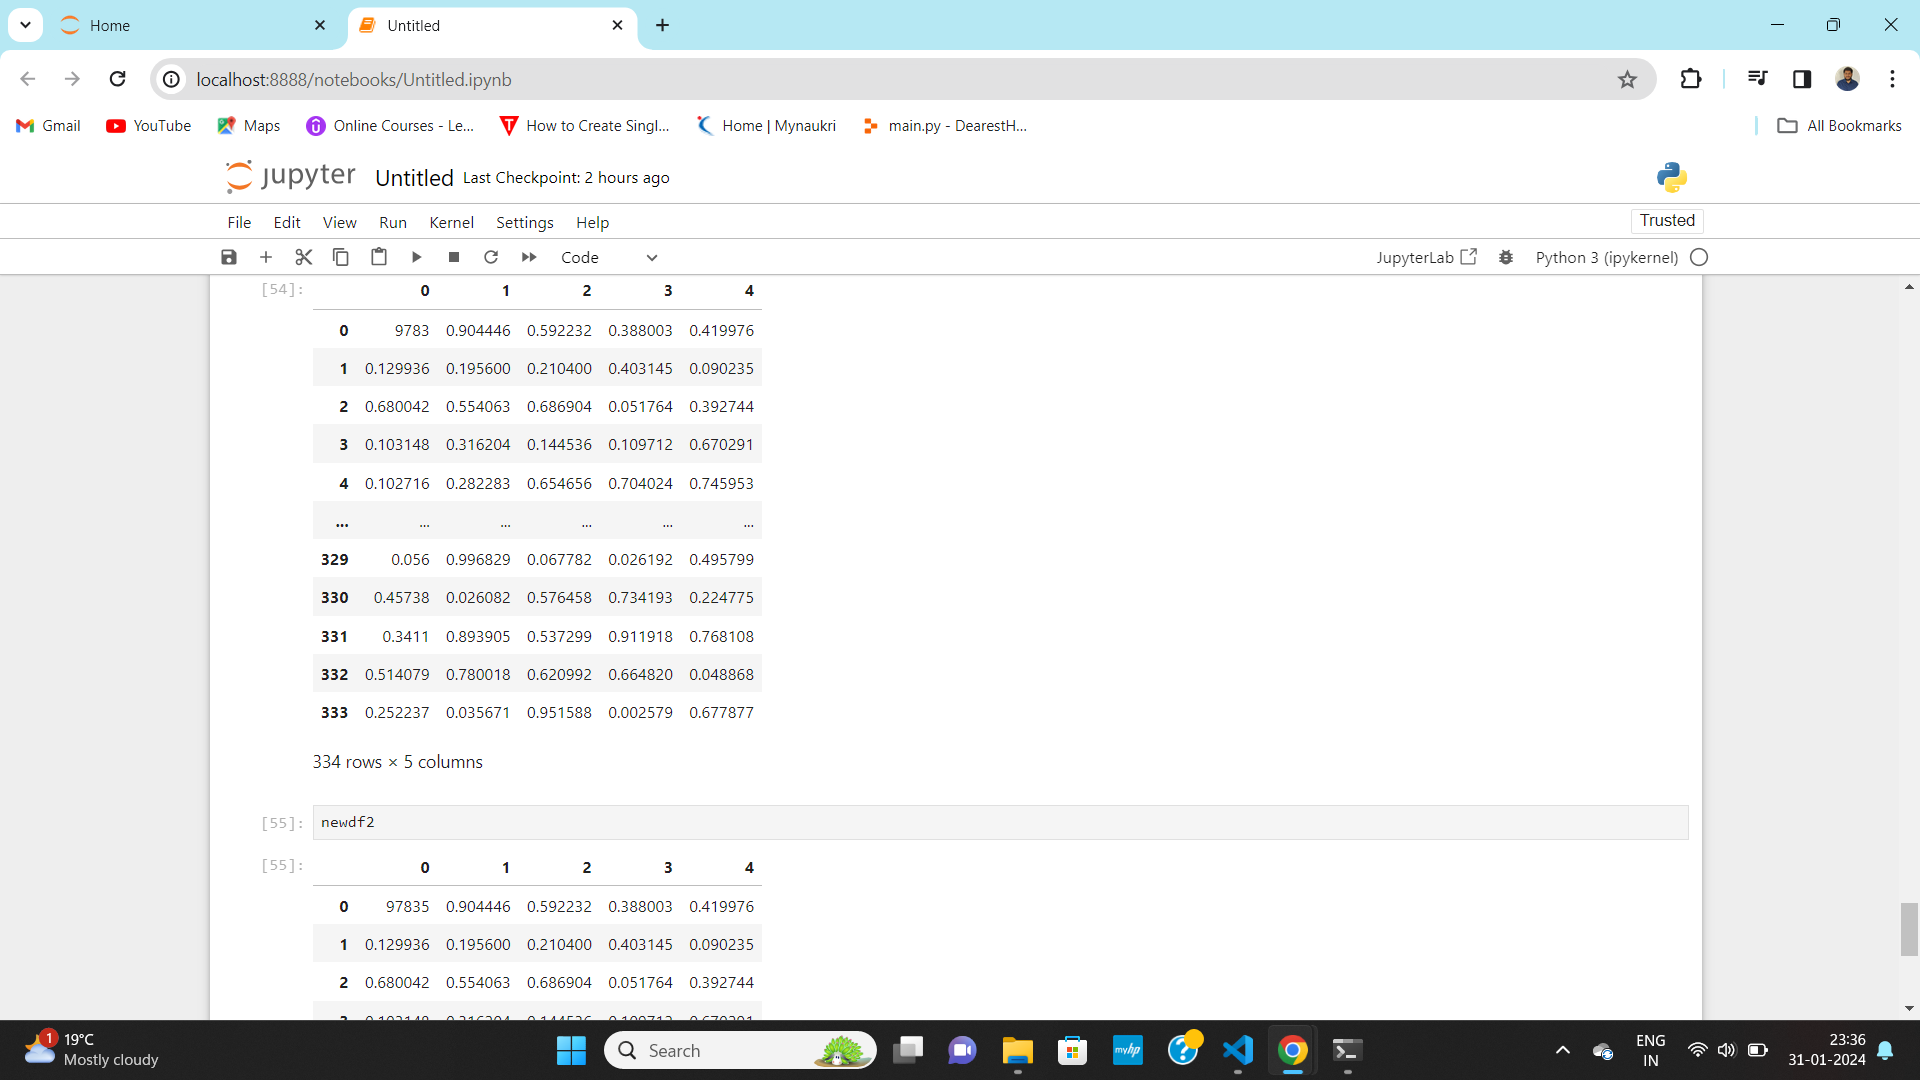 Home
Untitled
localhost:8888/notebooks/Untitled.ipynb
Gmail YouTube Maps Online Courses - Le... How to Create Singl... Home | Mynaukri main.py - DearestH... All Bookmarks
jupyter Untitled Last Checkpoint: 2 hours ago
File Edit View Run Kernel Settings Help Trusted
Code JupyterLab Python 3 (ipykernel)
[54]: 0 1 2 3 4
0 9783 0.904446 0.592232 0.388003 0.419976
1 0.129936 0.195600 0.210400 0.403145 0.090235
2 0.680042 0.554063 0.686904 0.051764 0.392744
3 0.103148 0.316204 0.144536 0.109712 0.670291
4 0.102716 0.282283 0.654656 0.704024 0.745953
... ... ... ... ... ...
329 0.056 0.996829 0.067782 0.026192 0.495799
330 0.45738 0.026082 0.576458 0.734193 0.224775
331 0.3411 0.893905 0.537299 0.911918 0.768108
332 0.514079 0.780018 0.620992 0.664820 0.048868
333 0.252237 0.035671 0.951588 0.002579 0.677877
334 rows × 5 columns
[55]: newdf2
[55]: 0 1 2 3 4
0 97835 0.904446 0.592232 0.388003 0.419976
1 0.129936 0.195600 0.210400 0.403145 0.090235
2 0.680042 0.554063 0.686904 0.051764 0.392744
1 19°C
Mostly cloudy
Search
myhp
ENG
IN
23:36
31-01-2024